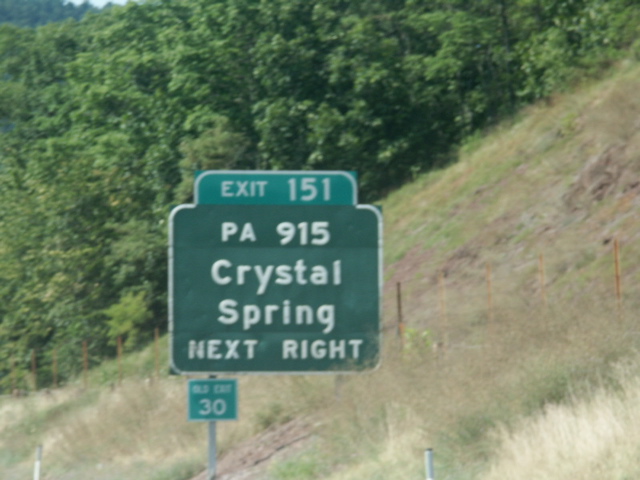 EXIT 151
PA 915
Crystal
Spring
NEXT RIGHT
OLD EXIT
30